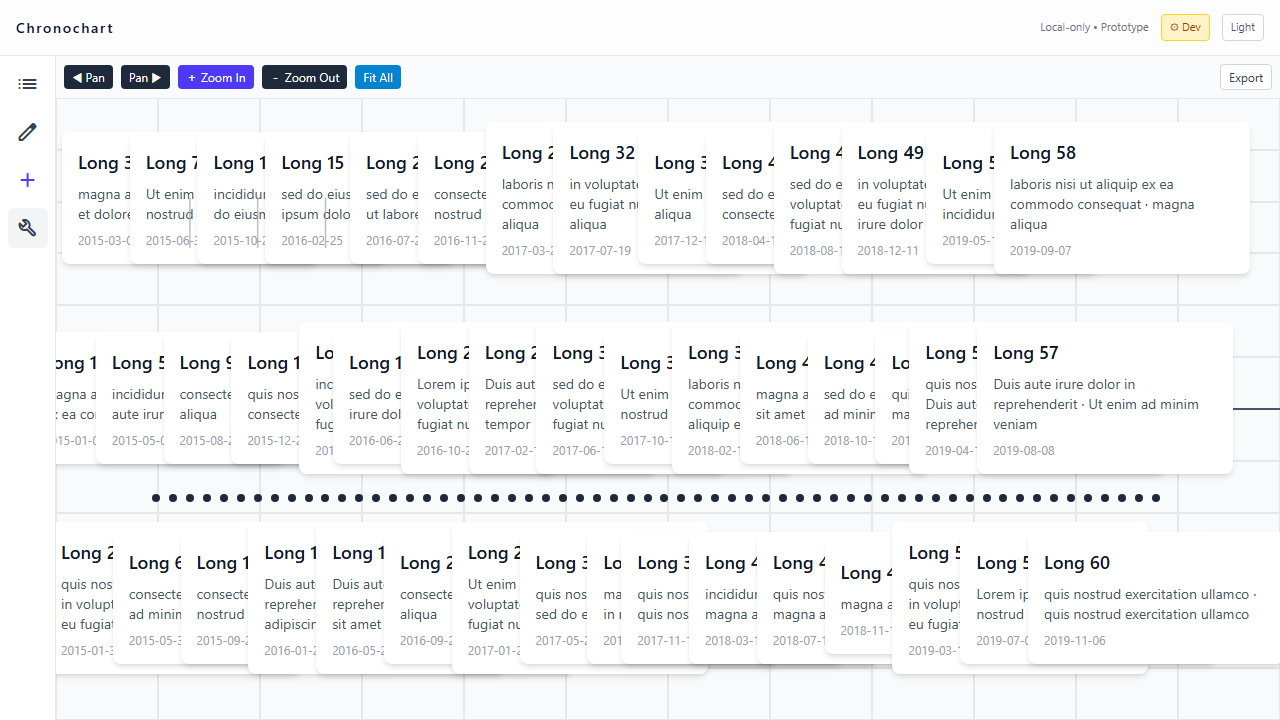 Chronochart
Local-only • Prototype
⚙ Dev
Light
◀ Pan
Pan ▶
+ Zoom In
- Zoom Out
Fit All
Export
Long 3
magna a
et dolore
2015-03-0
Long 7
Ut enim
nostrud
2015-06-3
Long 1
incididu
do eiusm
2015-10-2
Long 15
sed do eius
ipsum dolo
2016-02-25
Long 2
sed do e
ut labore
2016-07-2
Long 2
consecte
nostrud
2016-11-2
Long 2
laboris n
commoc
aliqua
2017-03-2
Long 32
in voluptate
eu fugiat nu
aliqua
2017-07-19
Long 3
Ut enim
aliqua
2017-12-1
Long 4
sed do e
consecte
2018-04-1
Long 4
sed do e
voluptat
fugiat nu
2018-08-1
Long 49
in voluptate
eu fugiat nu
irure dolor
2018-12-11
Long 5
Ut enim
incididur
2019-05-1
Long 58
laboris nisi ut aliquip ex ea
commodo consequat · magna
aliqua
2019-09-07
ong 1
agna a
ex ea co
15-01-0
Long 5
incididur
aute irur
2015-05-0
Long 9
consecte
aliqua
2015-08-2
Long 1
quis nos
consecte
2015-12-2
Lo
inc
vol
fug
201
Long 1
sed do e
irure dol
2016-06-2
Long 2
Lorem ip
voluptat
fugiat nu
2016-10-2
Long 2
Duis aut
reprehen
tempor
2017-02-1
Long 3
sed do e
voluptat
fugiat nu
2017-06-1
Long 3
Ut enim
nostrud
2017-10-1
Long 3
laboris n
commoc
aliquip e
2018-02-1
Long 4
magna a
sit amet
2018-06-1
Long 4
sed do e
ad minim
2018-10-1
Lo
qu
ma
201
Long 5
quis nos
Duis aut
reprehen
2019-04-1
Long 57
Duis aute irure dolor in
reprehenderit · Ut enim ad minim
veniam
2019-08-08
Long 2
quis nos
in volupt
eu fugiat
2015-01-3
Long 6
consecte
ad minim
2015-05-3
Long 1
consecte
nostrud
2015-09-2
Long 1
Duis aut
reprehen
adipiscin
2016-01-2
Long 1
Duis aut
reprehen
sit amet
2016-05-2
Long 2
consecte
aliqua
2016-09-2
Long 2
Ut enim
voluptat
fugiat nu
2017-01-2
Long 3
quis nos
sed do e
2017-05-2
Lo
ma
in r
201
Long 3
quis nos
quis nos
2017-11-1
Long 4
incididur
magna a
2018-03-1
Long 4
quis nos
magna a
2018-07-1
Long 4
magna a
2018-11-1
Long 5
quis nos
in volupt
eu fugiat
2019-03-1
Long 5
Lorem ip
nostrud
2019-07-0
Long 60
quis nostrud exercitation ullamco ·
quis nostrud exercitation ullamco
2019-11-06